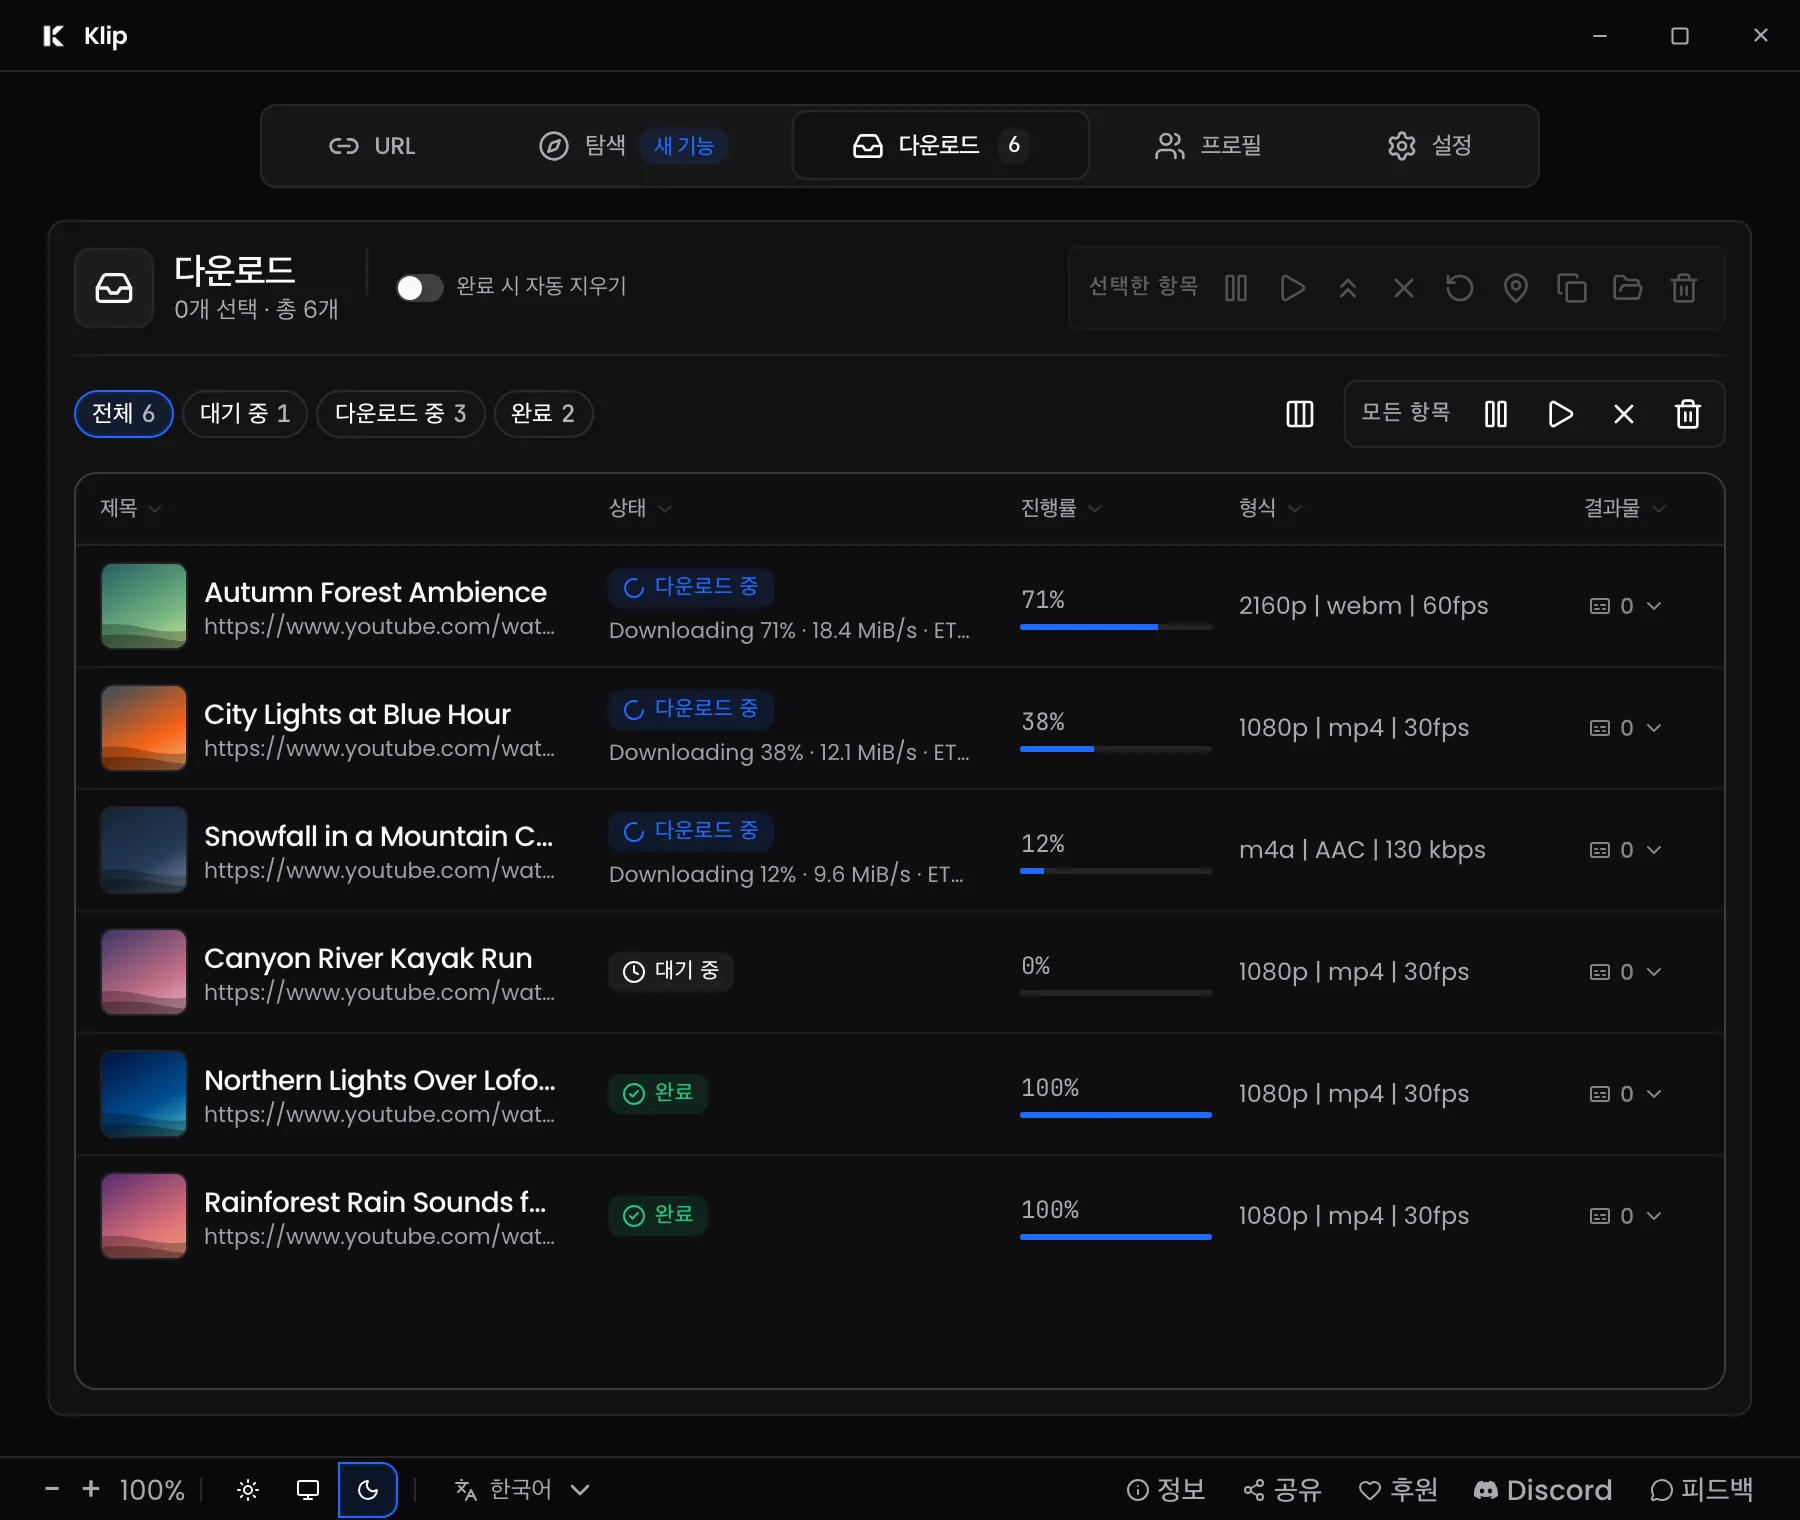 Klip
URL
탐색 새 기능
다운로드 6
프로필
설정
다운로드
0개 선택 · 총 6개
완료 시 자동 지우기
선택한 항목
전체 6
대기 중 1
다운로드 중 3
완료 2
모든 항목
제목 상태 진행률 형식 결과물
Autumn Forest Ambience
https://www.youtube.com/wat...
다운로드 중
Downloading 71% · 18.4 MiB/s · ET...
71%
2160p | webm | 60fps
0
City Lights at Blue Hour
https://www.youtube.com/wat...
다운로드 중
Downloading 38% · 12.1 MiB/s · ET...
38%
1080p | mp4 | 30fps
0
Snowfall in a Mountain C...
https://www.youtube.com/wat...
다운로드 중
Downloading 12% · 9.6 MiB/s · ET...
12%
m4a | AAC | 130 kbps
0
Canyon River Kayak Run
https://www.youtube.com/wat...
대기 중
0%
1080p | mp4 | 30fps
0
Northern Lights Over Lofo...
https://www.youtube.com/wat...
완료
100%
1080p | mp4 | 30fps
0
Rainforest Rain Sounds f...
https://www.youtube.com/wat...
완료
100%
1080p | mp4 | 30fps
0
100%
한국어
정보
공유
후원
Discord
피드백